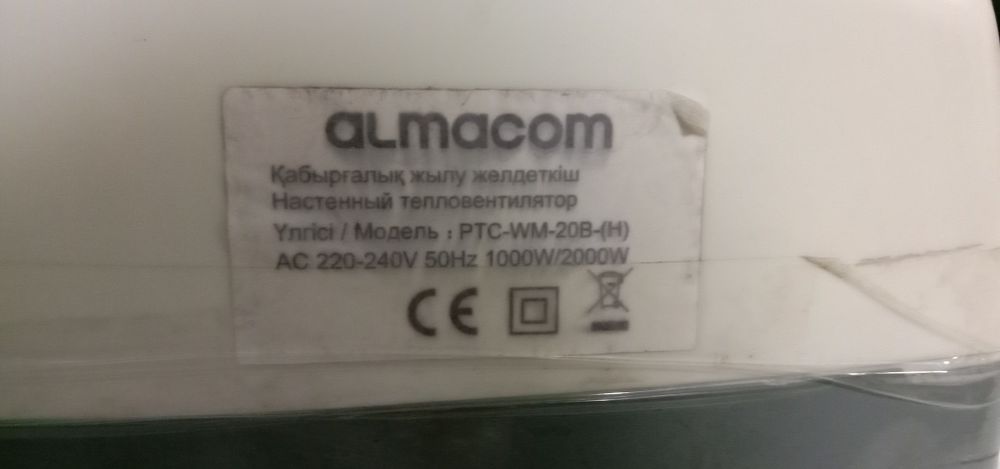 almacom
Қабырғалық жылу желдеткіш
Настенный тепловентилятор
Үлгісі / Модель : PTC-WM-20B-(H)
AC 220-240V 50Hz 1000W/2000W
CE